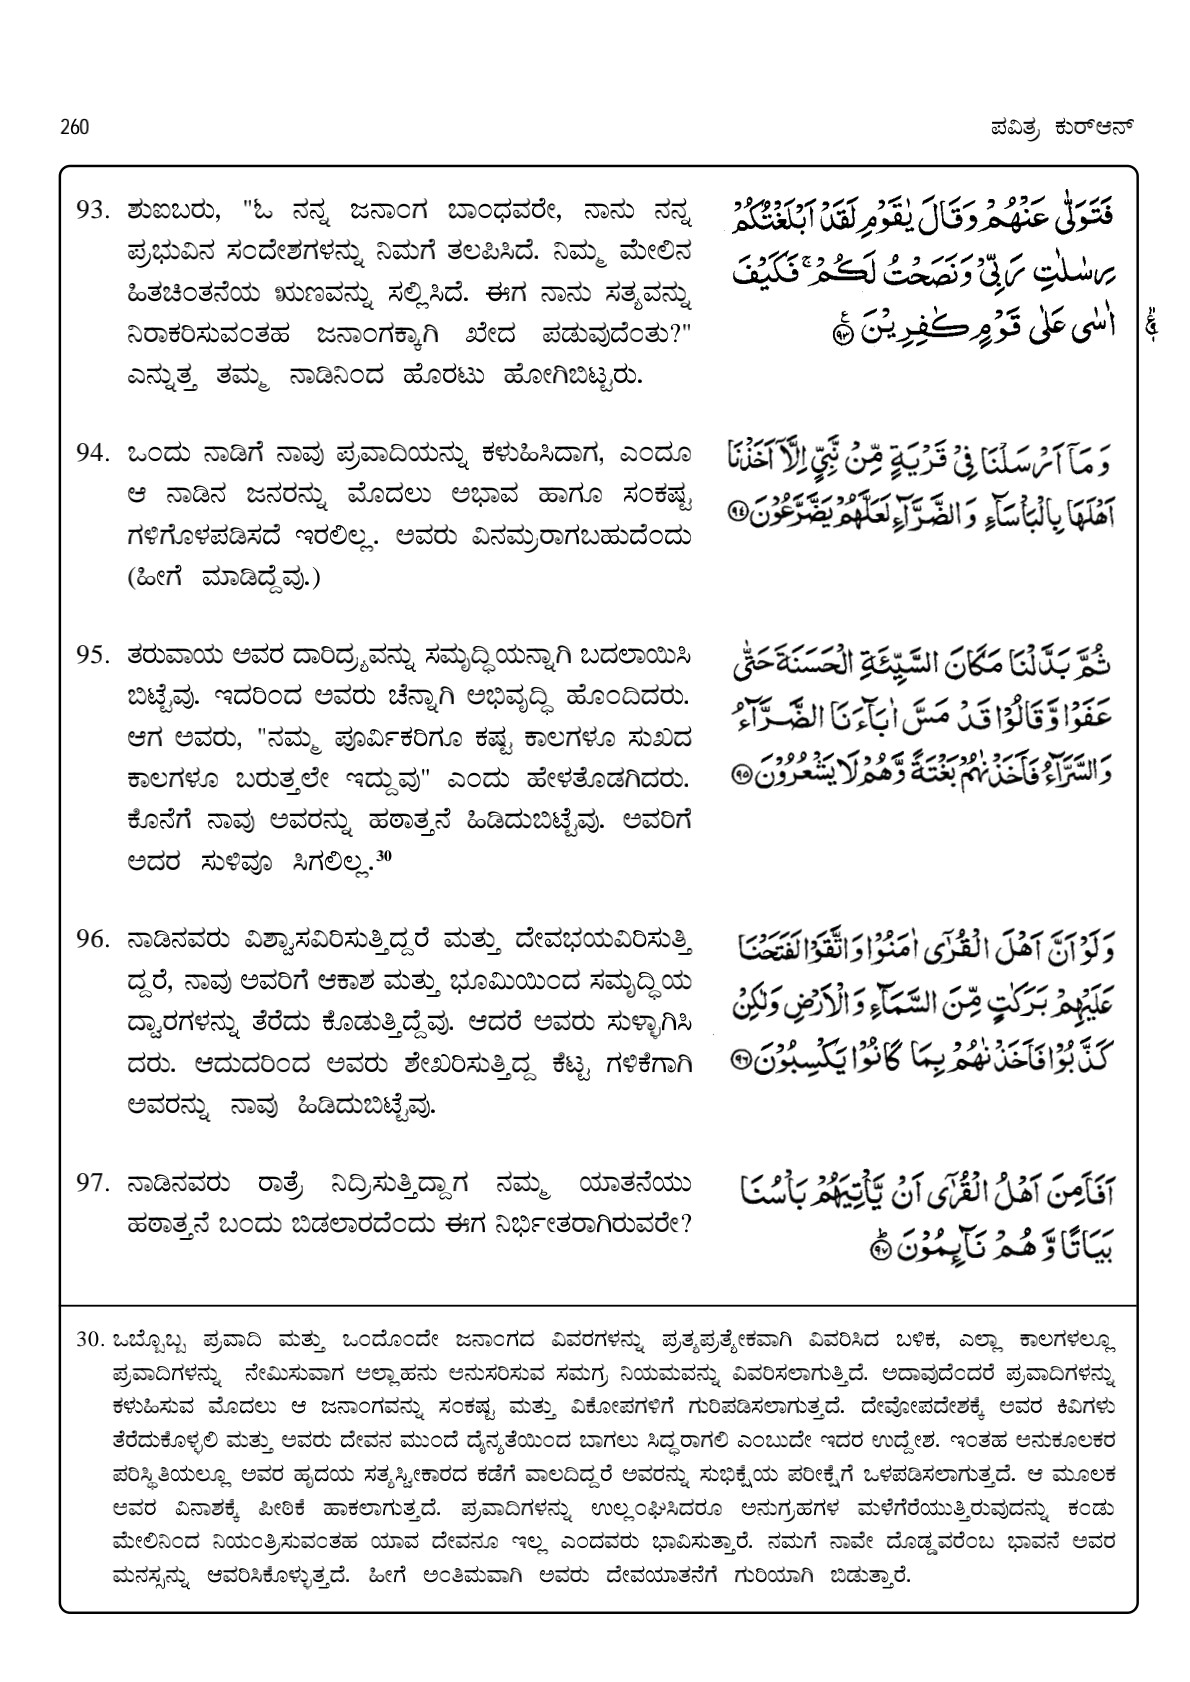 260
ಪವಿತ್ರ ಕುರ್‌ಆನ್
93. ಶುಐಬರು, "ಓ ನನ್ನ ಜನಾಂಗ ಬಾಂಧವರೇ, ನಾನು ನನ್ನ
ಪ್ರಭುವಿನ ಸಂದೇಶಗಳನ್ನು ನಿಮಗೆ ತಲಪಿಸಿದೆ. ನಿಮ್ಮ ಮೇಲಿನ
ಹಿತಚಿಂತನೆಯ ಋಣವನ್ನು ಸಲ್ಲಿಸಿದೆ. ಈಗ ನಾನು ಸತ್ಯವನ್ನು
ನಿರಾಕರಿಸುವಂತಹ ಜನಾಂಗಕ್ಕಾಗಿ ಖೇದ ಪಡುವುದೆಂತು?"
ಎನ್ನುತ್ತ ತಮ್ಮ ನಾಡಿನಿಂದ ಹೊರಟು ಹೋಗಿಬಿಟ್ಟರು.
فَتَوَلّٰى عَنْهُمْ وَقَالَ يٰقَوْمِ لَقَدْ اَبْلَغْتُكُمْ
رِسٰلٰتِ رَبِّيْ وَنَصَحْتُ لَكُمْ ۚ فَكَيْفَ
اٰسٰى عَلٰى قَوْمٍ كٰفِرِيْنَ ۹۳
94. ಒಂದು ನಾಡಿಗೆ ನಾವು ಪ್ರವಾದಿಯನ್ನು ಕಳುಹಿಸಿದಾಗ, ಎಂದೂ
ಆ ನಾಡಿನ ಜನರನ್ನು ಮೊದಲು ಅಭಾವ ಹಾಗೂ ಸಂಕಷ್ಟ
ಗಳಿಗೊಳಪಡಿಸದೆ ಇರಲಿಲ್ಲ. ಅವರು ವಿನಮ್ರರಾಗಬಹುದೆಂದು
(ಹೀಗೆ ಮಾಡಿದ್ದೆವು.)
وَمَاۤ اَرْسَلْنَا فِيْ قَرْيَةٍ مِّنْ نَّبِيٍّ اِلَّاۤ اَخَذْنَاۤ
اَهْلَهَا بِالْبَأْسَآءِ وَالضَّرَّآءِ لَعَلَّهُمْ يَضَّرَّعُوْنَ ۹۴
95. ತರುವಾಯ ಅವರ ದಾರಿದ್ರ್ಯವನ್ನು ಸಮೃದ್ಧಿಯನ್ನಾಗಿ ಬದಲಾಯಿಸಿ
ಬಿಟ್ಟೆವು. ಇದರಿಂದ ಅವರು ಚೆನ್ನಾಗಿ ಅಭಿವೃದ್ಧಿ ಹೊಂದಿದರು.
ಆಗ ಅವರು, "ನಮ್ಮ ಪೂರ್ವಿಕರಿಗೂ ಕಷ್ಟ ಕಾಲಗಳೂ ಸುಖದ
ಕಾಲಗಳೂ ಬರುತ್ತಲೇ ಇದ್ದುವು" ಎಂದು ಹೇಳತೊಡಗಿದರು.
ಕೊನೆಗೆ ನಾವು ಅವರನ್ನು ಹಠಾತ್ತನೆ ಹಿಡಿದುಬಿಟ್ಟೆವು. ಅವರಿಗೆ
ಅದರ ಸುಳಿವೂ ಸಿಗಲಿಲ್ಲ.³⁰
ثُمَّ بَدَّلْنَا مَكَانَ السَّيِّئَةِ الْحَسَنَةَ حَتّٰى
عَفَوْا وَّقَالُوْا قَدْ مَسَّ اٰبَآءَنَا الضَّرَّآءُ
وَالسَّرَّآءُ فَاَخَذْنٰهُمْ بَغْتَةً وَّهُمْ لَا يَشْعُرُوْنَ ۹۵
96. ನಾಡಿನವರು ವಿಶ್ವಾಸವಿರಿಸುತ್ತಿದ್ದರೆ ಮತ್ತು ದೇವಭಯವಿರಿಸುತ್ತಿ
ದ್ದರೆ, ನಾವು ಅವರಿಗೆ ಆಕಾಶ ಮತ್ತು ಭೂಮಿಯಿಂದ ಸಮೃದ್ಧಿಯ
ದ್ವಾರಗಳನ್ನು ತೆರೆದು ಕೊಡುತ್ತಿದ್ದೆವು. ಆದರೆ ಅವರು ಸುಳ್ಳಾಗಿಸಿ
ದರು. ಆದುದರಿಂದ ಅವರು ಶೇಖರಿಸುತ್ತಿದ್ದ ಕೆಟ್ಟ ಗಳಿಕೆಗಾಗಿ
ಅವರನ್ನು ನಾವು ಹಿಡಿದುಬಿಟ್ಟೆವು.
وَلَوْ اَنَّ اَهْلَ الْقُرٰٓى اٰمَنُوْا وَاتَّقَوْا لَفَتَحْنَا
عَلَيْهِمْ بَرَكٰتٍ مِّنَ السَّمَآءِ وَالْاَرْضِ وَلٰكِنْ
كَذَّبُوْا فَاَخَذْنٰهُمْ بِمَا كَانُوْا يَكْسِبُوْنَ ۹۶
97. ನಾಡಿನವರು ರಾತ್ರೆ ನಿದ್ರಿಸುತ್ತಿದ್ದಾಗ ನಮ್ಮ ಯಾತನೆಯು
ಹಠಾತ್ತನೆ ಬಂದು ಬಿಡಲಾರದೆಂದು ಈಗ ನಿರ್ಭೀತರಾಗಿರುವರೇ?
اَفَاَمِنَ اَهْلُ الْقُرٰٓى اَنْ يَّأْتِيَهُمْ بَأْسُنَا
بَيَاتًا وَّهُمْ نَآئِمُوْنَ ۹۷
30. ಒಬ್ಬೊಬ್ಬ ಪ್ರವಾದಿ ಮತ್ತು ಒಂದೊಂದೇ ಜನಾಂಗದ ವಿವರಗಳನ್ನು ಪ್ರತ್ಯಪ್ರತ್ಯೇಕವಾಗಿ ವಿವರಿಸಿದ ಬಳಿಕ, ಎಲ್ಲಾ ಕಾಲಗಳಲ್ಲೂ
ಪ್ರವಾದಿಗಳನ್ನು ನೇಮಿಸುವಾಗ ಅಲ್ಲಾಹನು ಅನುಸರಿಸುವ ಸಮಗ್ರ ನಿಯಮವನ್ನು ವಿವರಿಸಲಾಗುತ್ತಿದೆ. ಅದಾವುದೆಂದರೆ ಪ್ರವಾದಿಗಳನ್ನು
ಕಳುಹಿಸುವ ಮೊದಲು ಆ ಜನಾಂಗವನ್ನು ಸಂಕಷ್ಟ ಮತ್ತು ವಿಕೋಪಗಳಿಗೆ ಗುರಿಪಡಿಸಲಾಗುತ್ತದೆ. ದೇವೋಪದೇಶಕ್ಕೆ ಅವರ ಕಿವಿಗಳು
ತೆರೆದುಕೊಳ್ಳಲಿ ಮತ್ತು ಅವರು ದೇವನ ಮುಂದೆ ದೈನ್ಯತೆಯಿಂದ ಬಾಗಲು ಸಿದ್ಧರಾಗಲಿ ಎಂಬುದೇ ಇದರ ಉದ್ದೇಶ. ಇಂತಹ ಅನುಕೂಲಕರ
ಪರಿಸ್ಥಿತಿಯಲ್ಲೂ ಅವರ ಹೃದಯ ಸತ್ಯಸ್ವೀಕಾರದ ಕಡೆಗೆ ವಾಲದಿದ್ದರೆ ಅವರನ್ನು ಸುಭಿಕ್ಷೆಯ ಪರೀಕ್ಷೆಗೆ ಒಳಪಡಿಸಲಾಗುತ್ತದೆ. ಆ ಮೂಲಕ
ಅವರ ವಿನಾಶಕ್ಕೆ ಪೀಠಿಕೆ ಹಾಕಲಾಗುತ್ತದೆ. ಪ್ರವಾದಿಗಳನ್ನು ಉಲ್ಲಂಘಿಸಿದರೂ ಅನುಗ್ರಹಗಳ ಮಳೆಗೆರೆಯುತ್ತಿರುವುದನ್ನು ಕಂಡು
ಮೇಲಿನಿಂದ ನಿಯಂತ್ರಿಸುವಂತಹ ಯಾವ ದೇವನೂ ಇಲ್ಲ ಎಂದವರು ಭಾವಿಸುತ್ತಾರೆ. ನಮಗೆ ನಾವೇ ದೊಡ್ಡವರೆಂಬ ಭಾವನೆ ಅವರ
ಮನಸ್ಸನ್ನು ಆವರಿಸಿಕೊಳ್ಳುತ್ತದೆ. ಹೀಗೆ ಅಂತಿಮವಾಗಿ ಅವರು ದೇವಯಾತನೆಗೆ ಗುರಿಯಾಗಿ ಬಿಡುತ್ತಾರೆ.